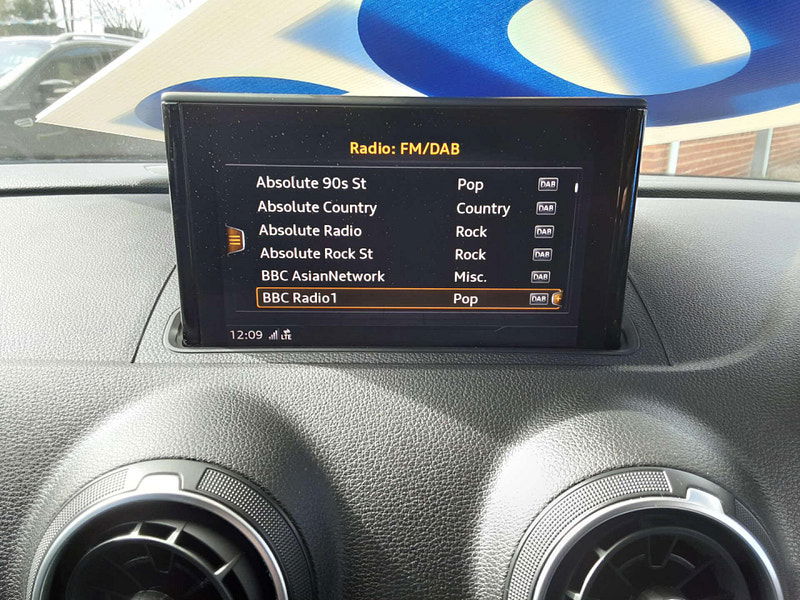 Radio: FM/DAB
Absolute 90s St Pop DAB
Absolute Country Country DAB
Absolute Radio Rock DAB
Absolute Rock St Rock DAB
BBC AsianNetwork Misc. DAB
BBC Radio1 Pop DAB
12:09 LTE